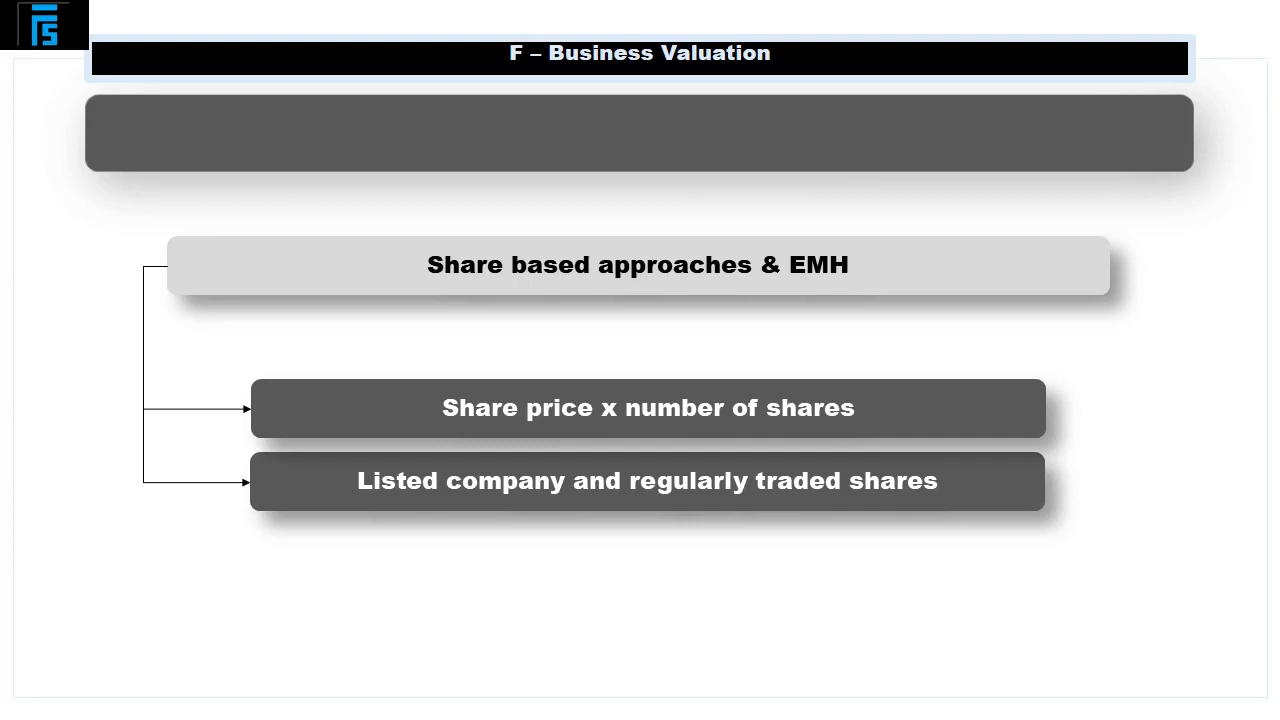 F – Business Valuation
Share based approaches & EMH
Share price x number of shares
Listed company and regularly traded shares